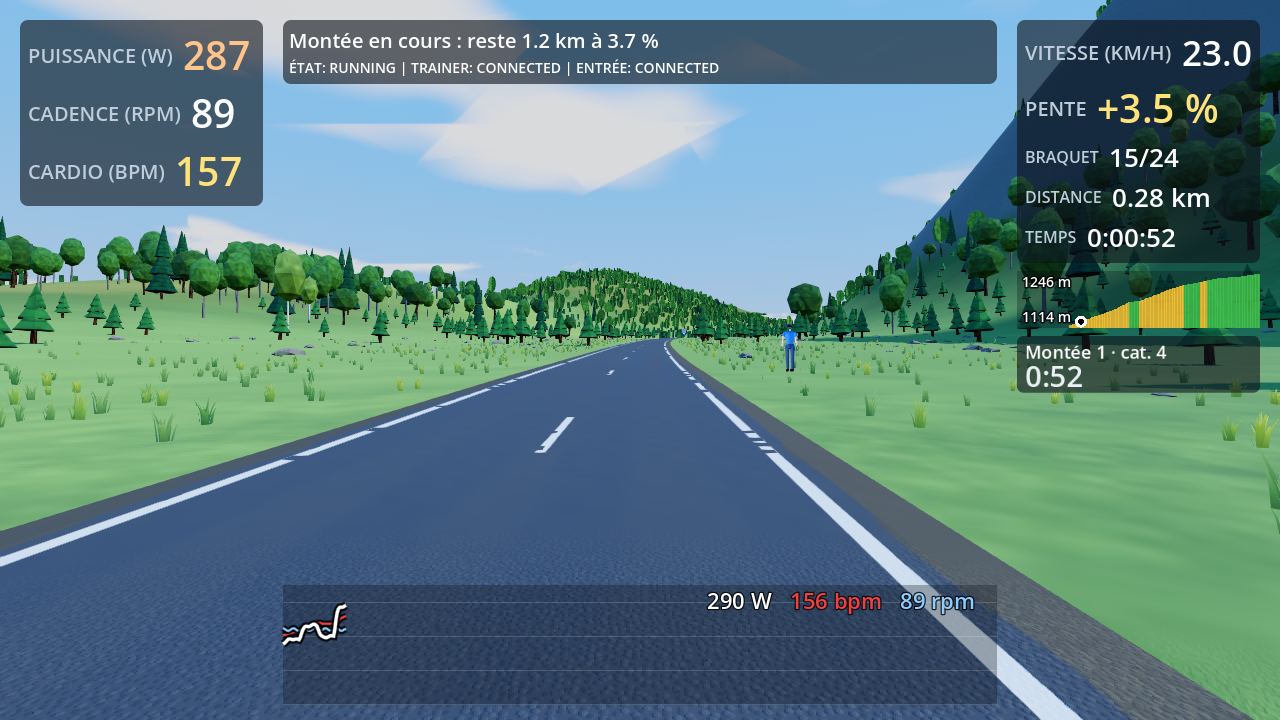 PUISSANCE (W) 287
CADENCE (RPM) 89
CARDIO (BPM) 157
Montée en cours : reste 1.2 km à 3.7 %
ÉTAT: RUNNING | TRAINER: CONNECTED | ENTRÉE: CONNECTED
VITESSE (KM/H) 23.0
PENTE +3.5 %
BRAQUET 15/24
DISTANCE 0.28 km
TEMPS 0:00:52
1246 m
1114 m
Montée 1 · cat. 4
0:52
290 W 156 bpm 89 rpm